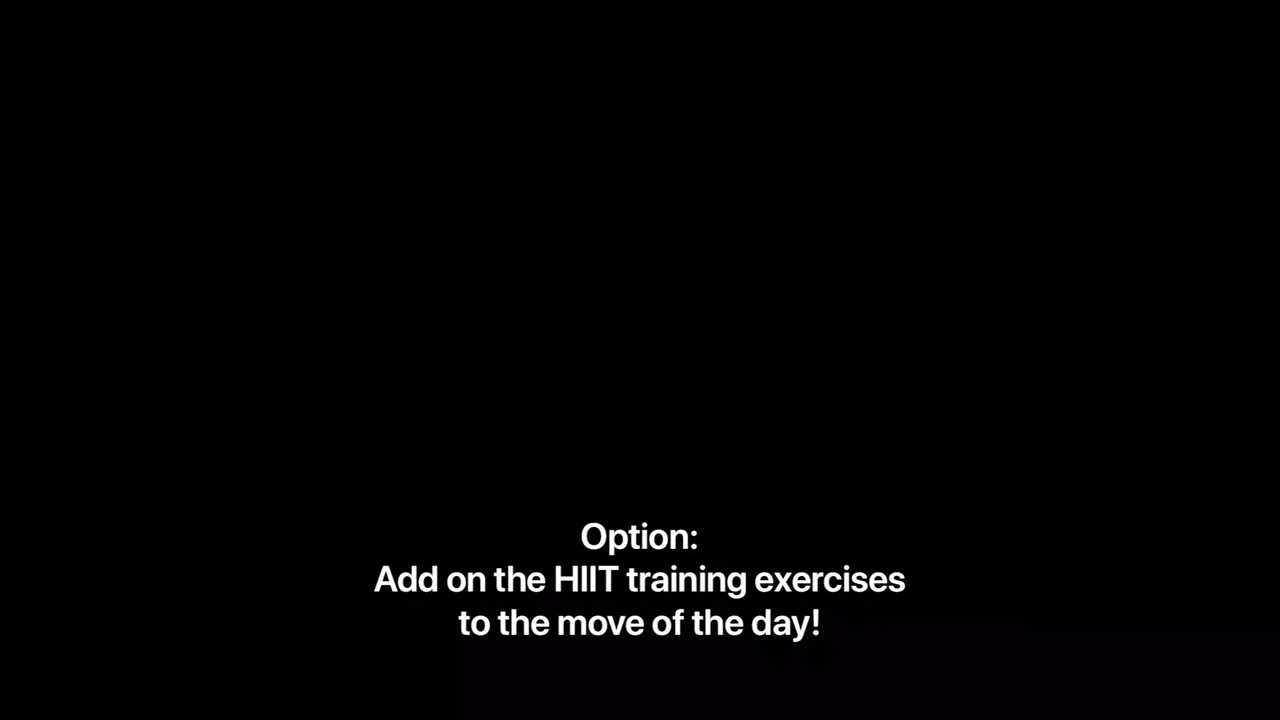 Option:
Add on the HIIT training exercises
to the move of the day!